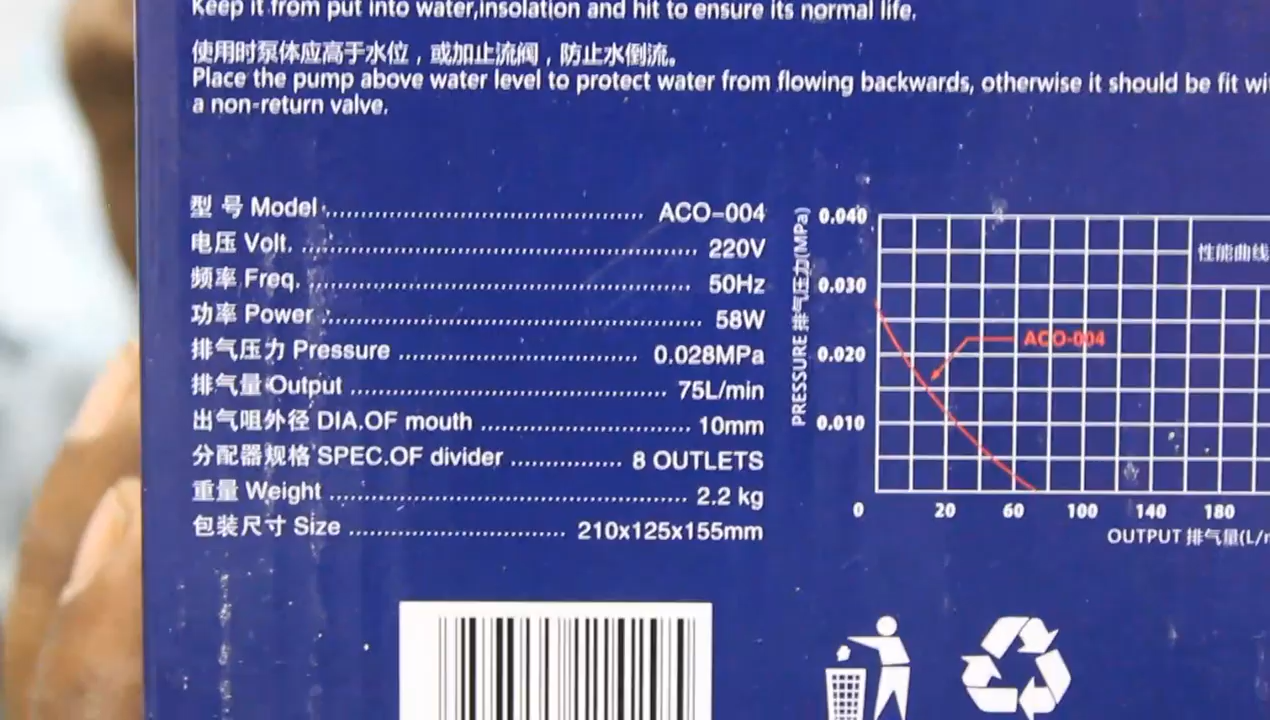 Keep it from put into water,insolation and hit to ensure its normal life.
使用时泵体应高于水位，或加止流阀，防止水倒流。
Place the pump above water level to protect water from flowing backwards, otherwise it should be fit
a non-return valve.
型 号 Model ACO-004
电压 Volt. 220V
频率 Freq. 50Hz
功率 Power 58W
排气压力 Pressure 0.028MPa
排气量 Output 75L/min
出气咀外径 DIA.OF mouth 10mm
分配器规格 SPEC.OF divider 8 OUTLETS
重量 Weight 2.2 kg
包装尺寸 Size 210x125x155mm
PRESSURE 排气压力(MPa)
0.040
性能曲线
0.030
ACO-004
0.020
0.010
0 20 60 100 140 180
OUTPUT 排气量(L/